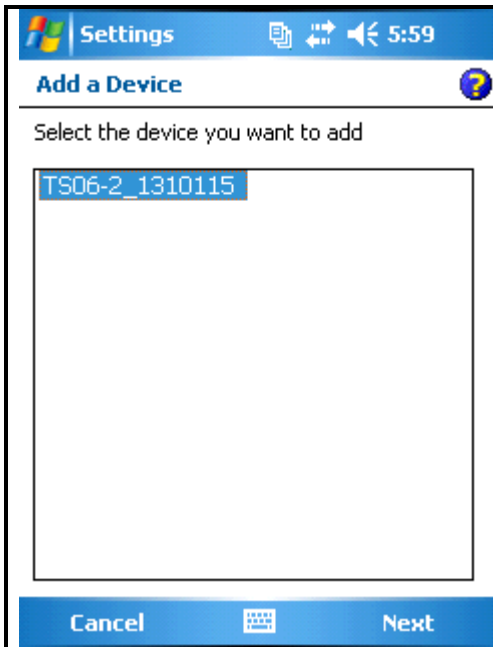 Settings 5:59
Add a Device ?
Select the device you want to add
TS06-2_1310115
Cancel Next